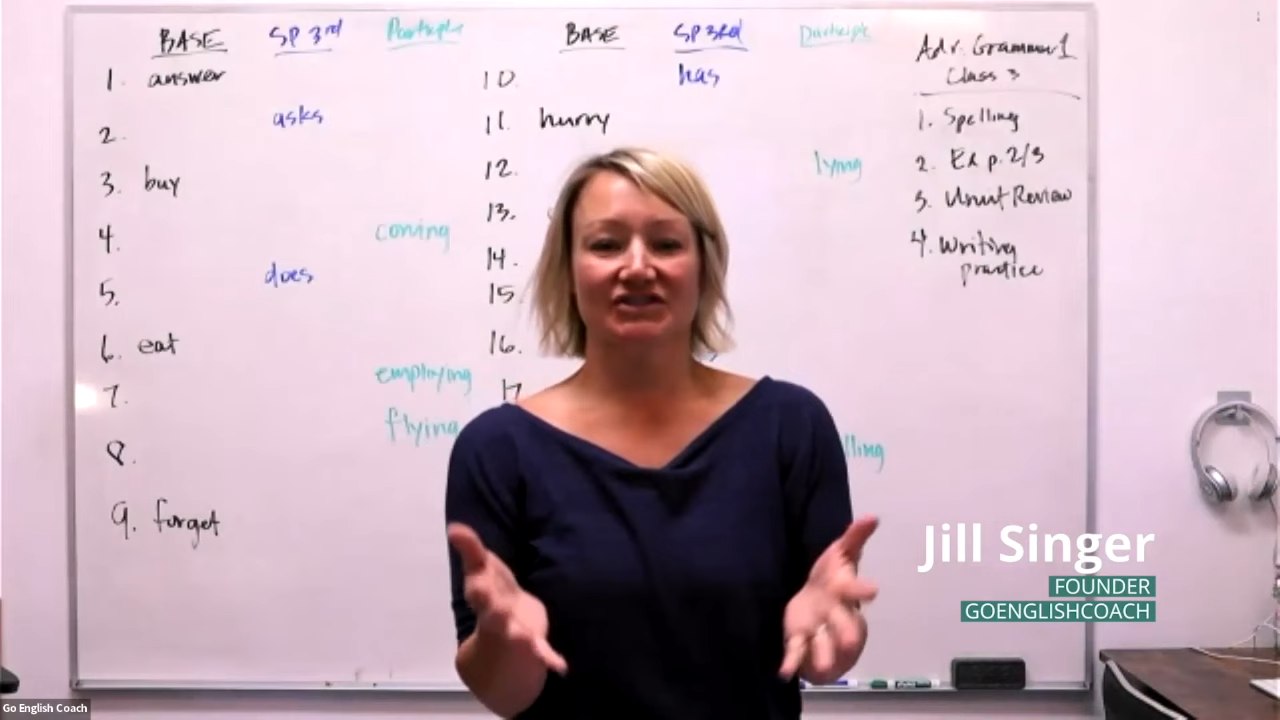 BASE SP 3rd Participle BASE SP 3rd Participle
Adv. Grammar 1
Class 3
1. answer
10. has
asks
2.
11. hurry
1. Spelling
12. lying
2. Ex p. 2/3
3. buy
13.
3. Unit Review
4. coming
14.
4. Writing
practice
5. does
15.
6. eat
16.
7. employing
17
8. flying
lling
9. forget
Jill Singer
FOUNDER
GOENGLISHCOACH
Go English Coach